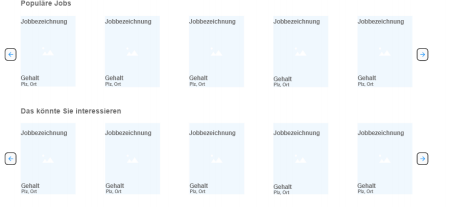 Populäre Jobs
Jobbezeichnung Jobbezeichnung Jobbezeichnung Jobbezeichnung Jobbezeichnung
Gehalt Gehalt Gehalt Gehalt Gehalt
Plz, Ort Plz, Ort Plz, Ort Plz, Ort Plz, Ort
Das könnte Sie interessieren
Jobbezeichnung Jobbezeichnung Jobbezeichnung Jobbezeichnung Jobbezeichnung
Gehalt Gehalt Gehalt Gehalt Gehalt
Plz, Ort Plz, Ort Plz, Ort Plz, Ort Plz, Ort